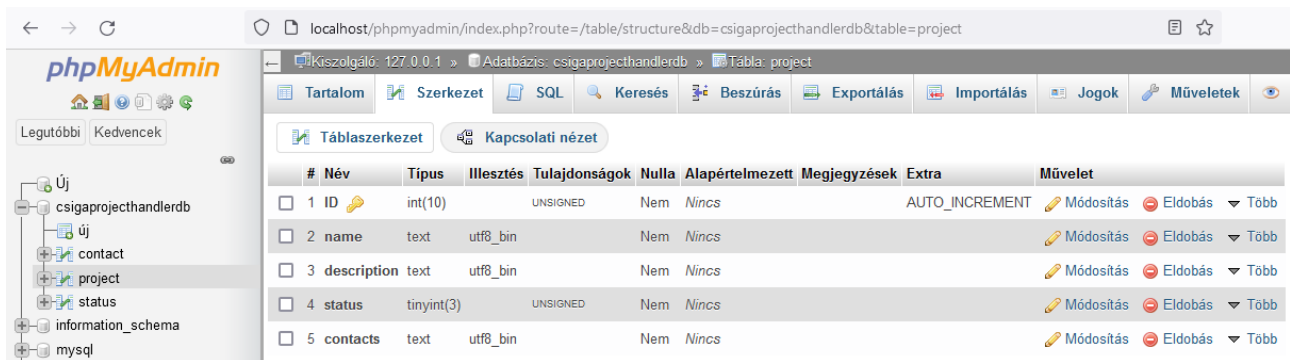 localhost/phpmyadmin/index.php?route=/table/structure&db=csigaprojecthandlerdb&table=project
phpMyAdmin
Legutóbbi Kedvencek
Új
csigaprojecthandlerdb
új
contact
project
status
information_schema
mysql
Kiszolgáló: 127.0.0.1 » Adatbázis: csigaprojecthandlerdb » Tábla: project
Tartalom Szerkezet SQL Keresés Beszúrás Exportálás Importálás Jogok Műveletek
Táblaszerkezet Kapcsolati nézet
# Név Típus Illesztés Tulajdonságok Nulla Alapértelmezett Megjegyzések Extra Művelet
1 ID int(10) UNSIGNED Nem Nincs AUTO_INCREMENT Módosítás Eldobás Több
2 name text utf8_bin Nem Nincs Módosítás Eldobás Több
3 description text utf8_bin Nem Nincs Módosítás Eldobás Több
4 status tinyint(3) UNSIGNED Nem Nincs Módosítás Eldobás Több
5 contacts text utf8_bin Nem Nincs Módosítás Eldobás Több